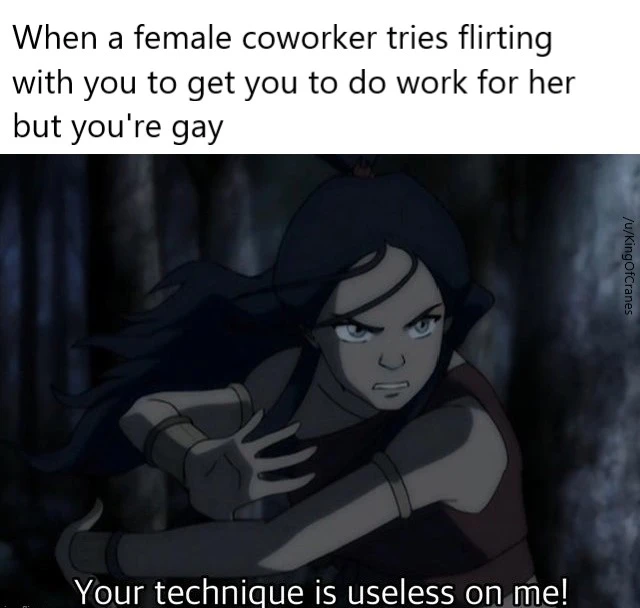 When a female coworker tries flirting
with you to get you to do work for her
but you're gay
/u/KingOfCranes
Your technique is useless on me!